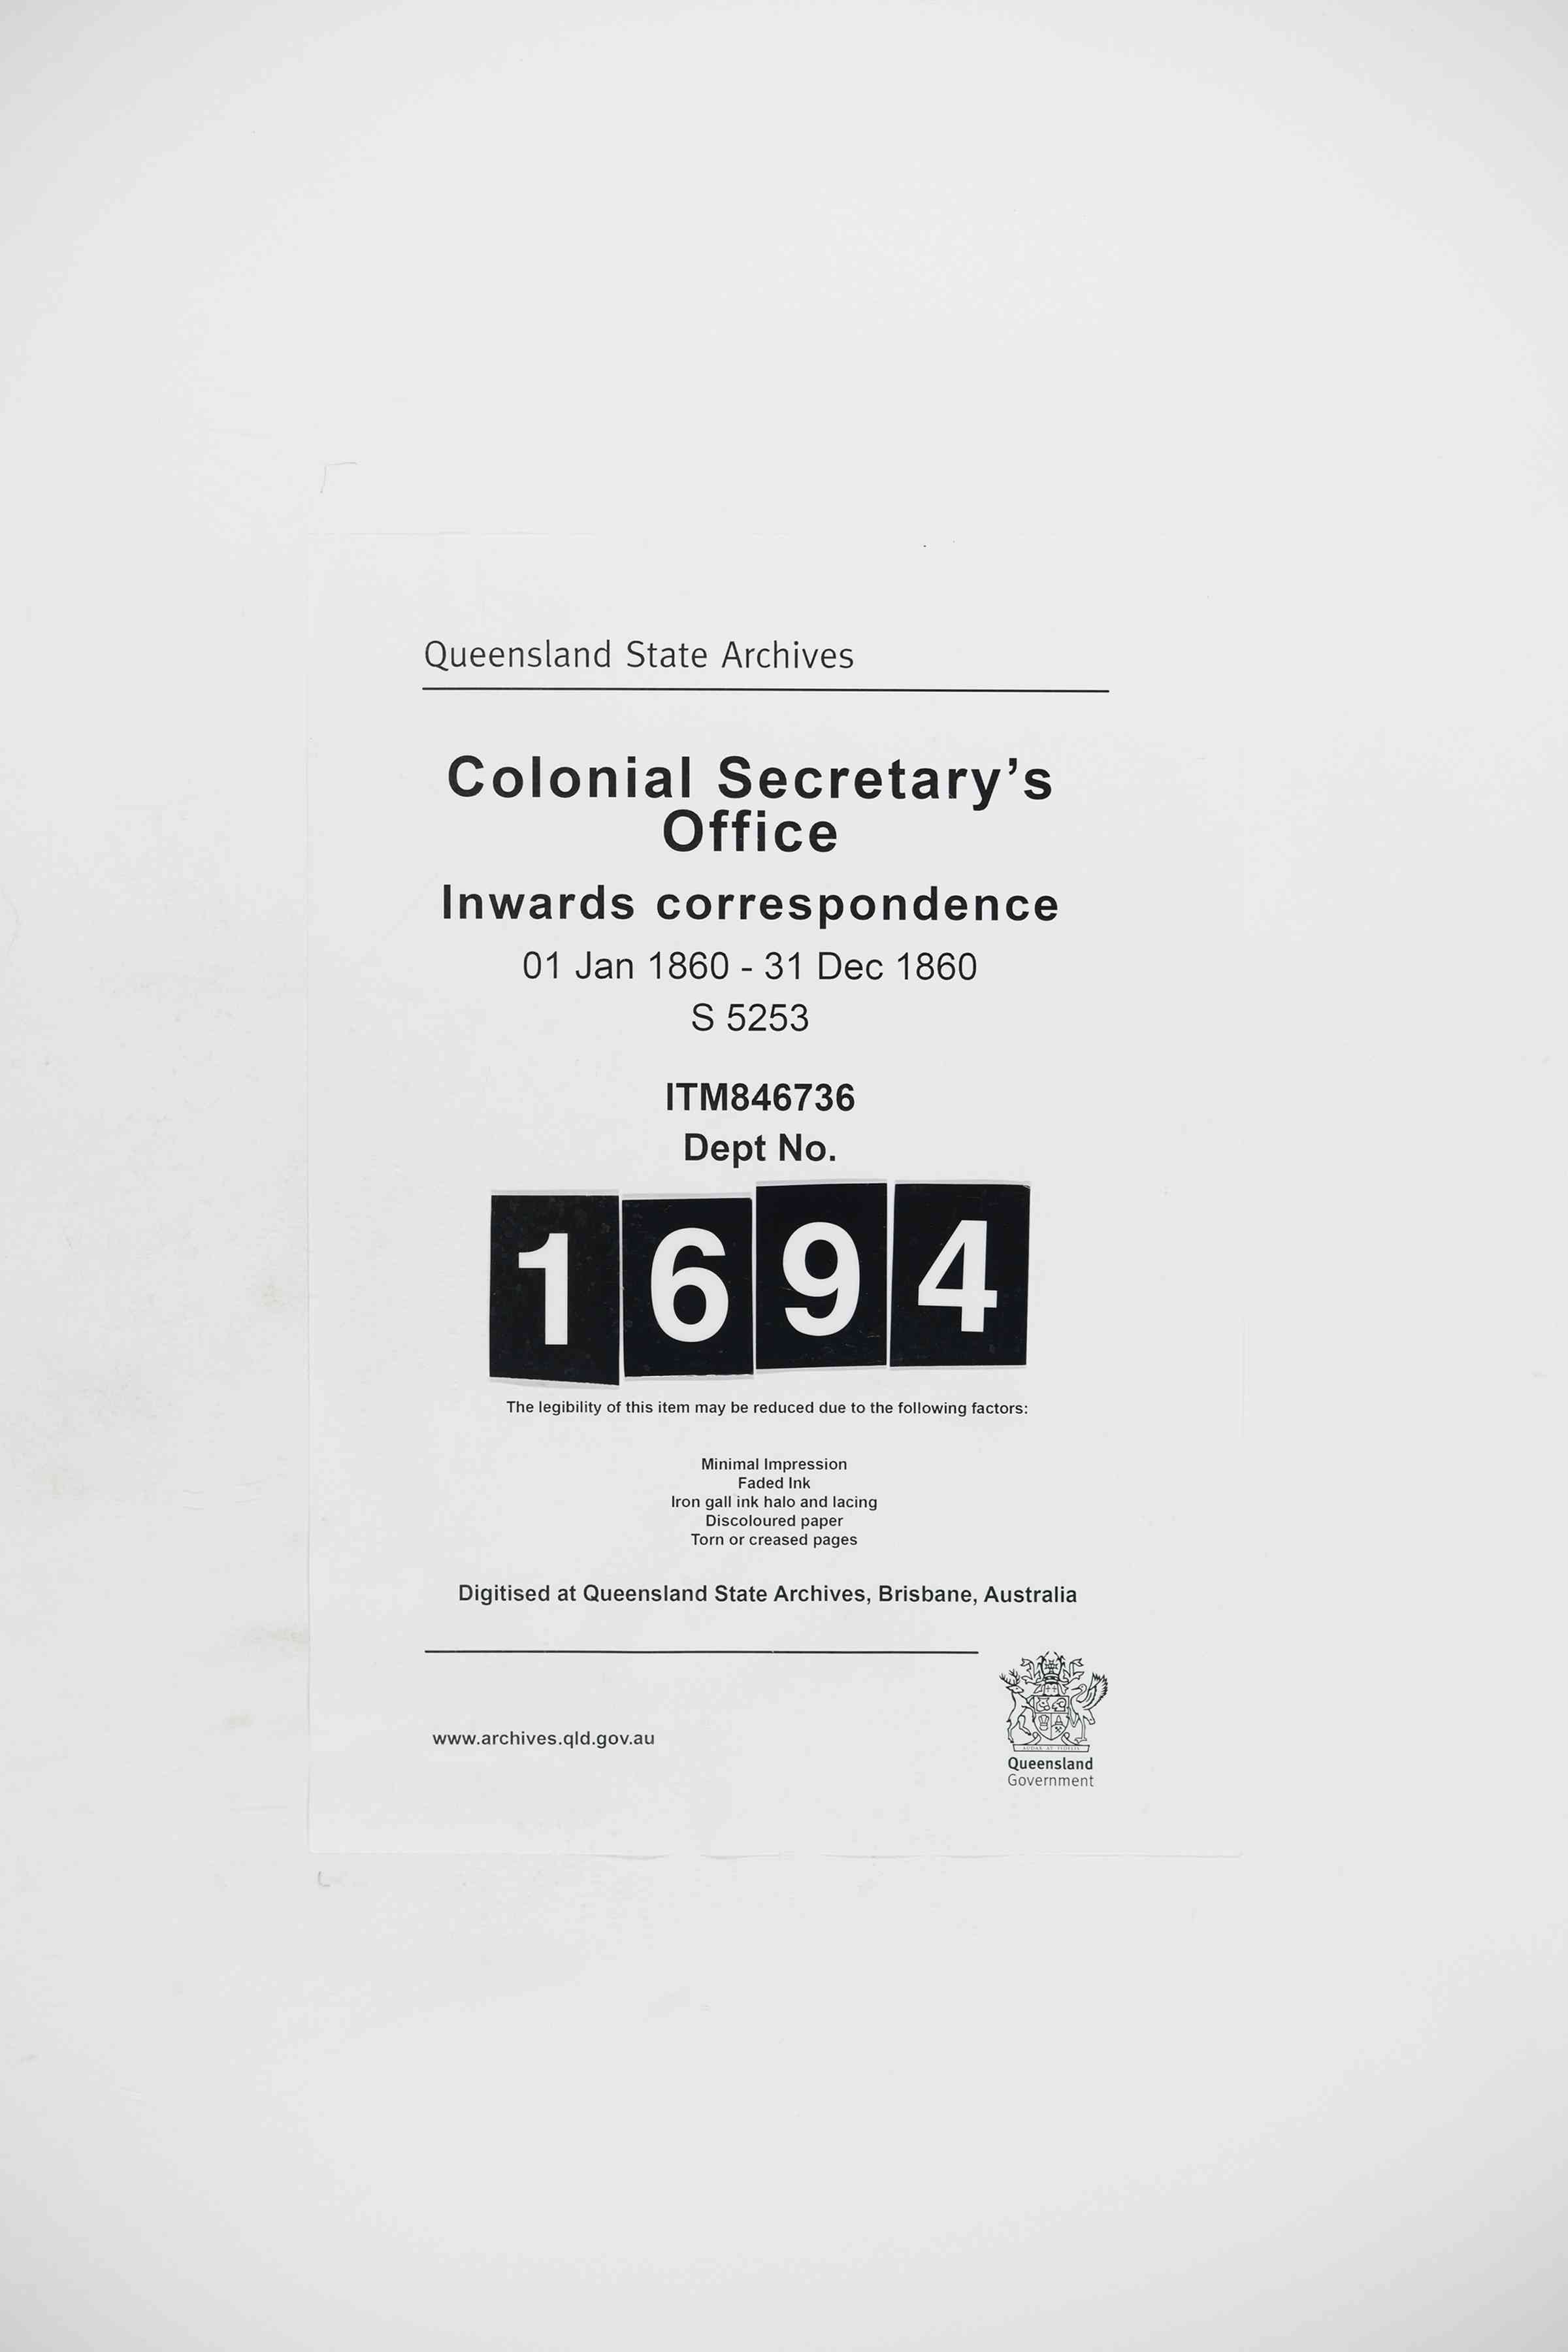 Queensland State Archives
Colonial Secretary’s
Office
Inwards correspondence
01 Jan 1860 - 31 Dec 1860
S 5253
ITM846736
Dept No.
1694
The legibility of this item may be reduced due to the following factors:
Minimal Impression
Faded Ink
Iron gall ink halo and lacing
Discoloured paper
Torn or creased pages
Digitised at Queensland State Archives, Brisbane, Australia
www.archives.qld.gov.au
Queensland
Government